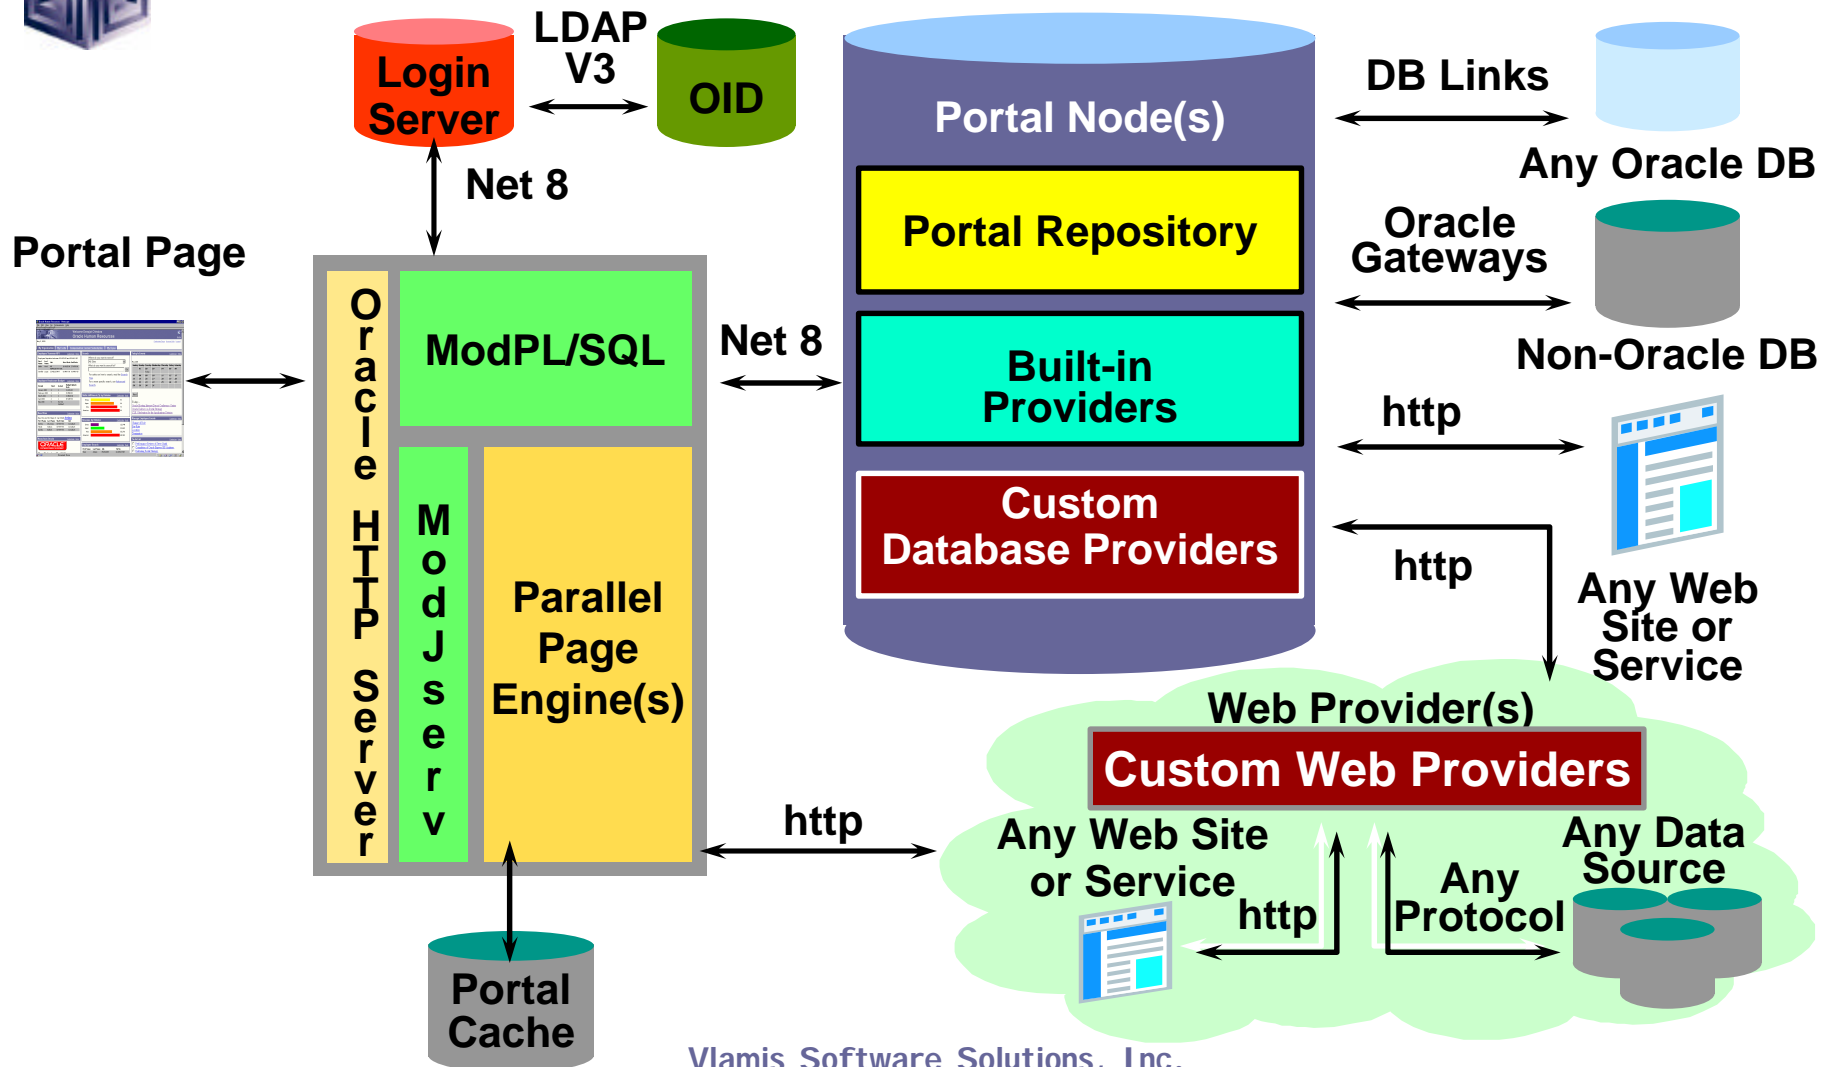 LDAP
V3
Login
Server
OID
Net 8
Portal Page
Oracle HTTP Server
ModPL/SQL
ModJserv
Parallel
Page
Engine(s)
Net 8
Portal Node(s)
Portal Repository
Built-in
Providers
Custom
Database Providers
DB Links
Any Oracle DB
Oracle
Gateways
Non-Oracle DB
http
http
Any Web
Site or
Service
Web Provider(s)
Custom Web Providers
http
Any Web Site
or Service
http
Any
Protocol
Any Data
Source
ORACLE
Portal
Cache
Vlamis Software Solutions, Inc.